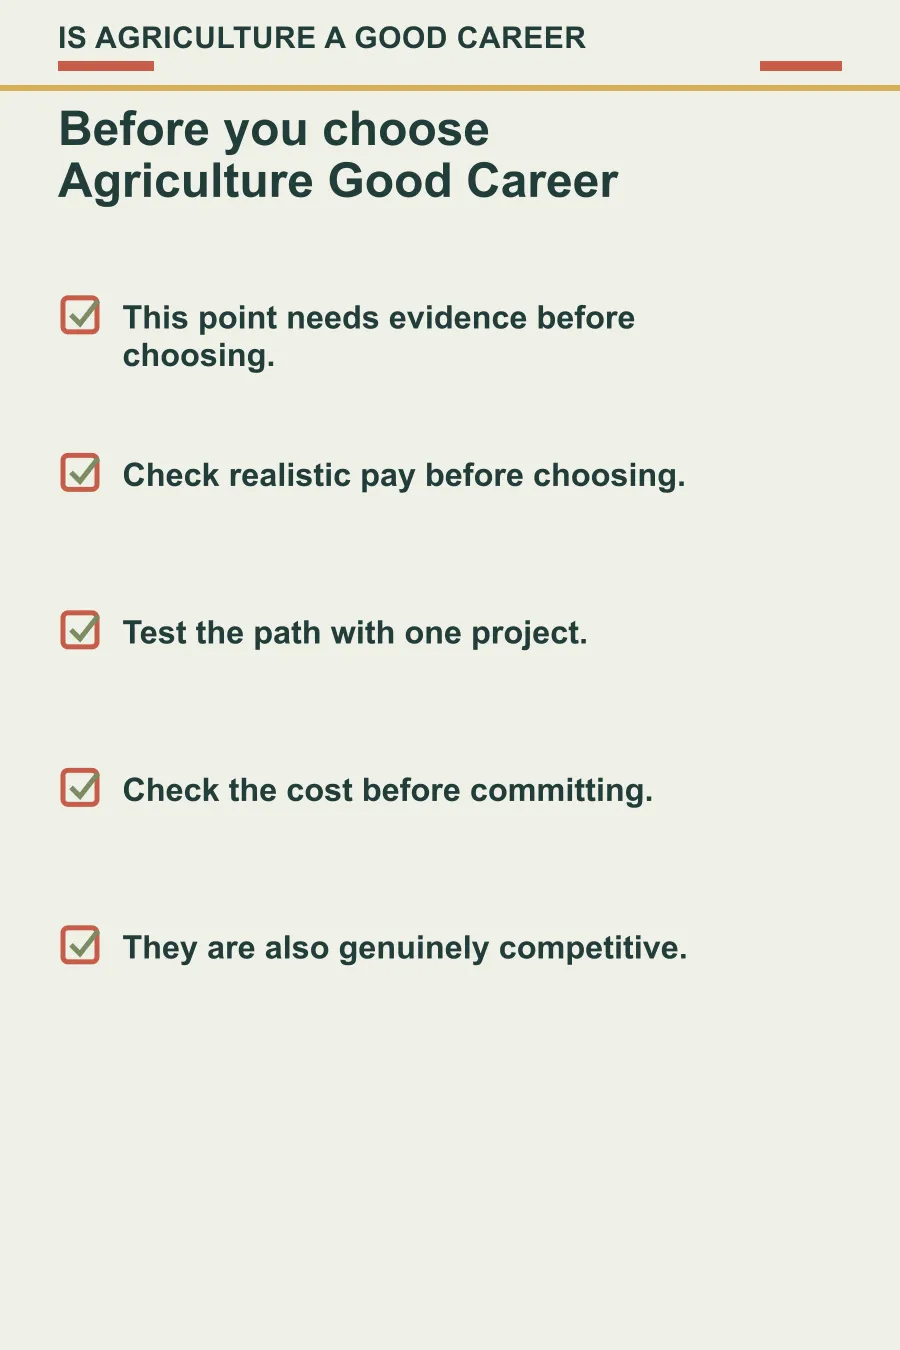 IS AGRICULTURE A GOOD CAREER
Before you choose
Agriculture Good Career
This point needs evidence before
choosing.
Check realistic pay before choosing.
Test the path with one project.
Check the cost before committing.
They are also genuinely competitive.